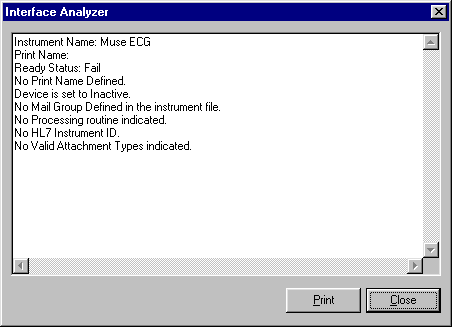 Interface Analyzer
Instrument Name: Muse ECG
Print Name:
Ready Status: Fail
No Print Name Defined.
Device is set to Inactive.
No Mail Group Defined in the instrument file.
No Processing routine indicated.
No HL7 Instrument ID.
No Valid Attachment Types indicated.
Print Close